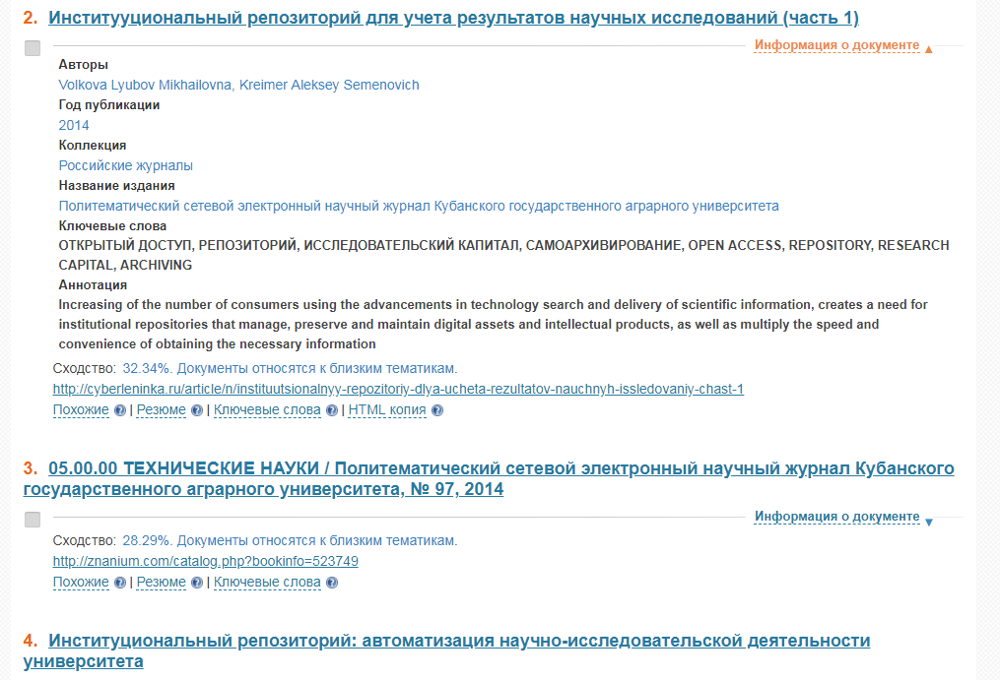 2. Институуциональный репозиторий для учета результатов научных исследований (часть 1)
Информация о документе
Авторы
Volkova Lyubov Mikhailovna, Kreimer Aleksey Semenovich
Год публикации
2014
Коллекция
Российские журналы
Название издания
Политематический сетевой электронный научный журнал Кубанского государственного аграрного университета
Ключевые слова
ОТКРЫТЫЙ ДОСТУП, РЕПОЗИТОРИЙ, ИССЛЕДОВАТЕЛЬСКИЙ КАПИТАЛ, САМОАРХИВИРОВАНИЕ, OPEN ACCESS, REPOSITORY, RESEARCH
CAPITAL, ARCHIVING
Аннотация
Increasing of the number of consumers using the advancements in technology search and delivery of scientific information, creates a need for
institutional repositories that manage, preserve and maintain digital assets and intellectual products, as well as multiply the speed and
convenience of obtaining the necessary information
Сходство: 32.34%. Документы относятся к близким тематикам.
http://cyberleninka.ru/article/n/instituutsionalnyy-repozitoriy-dlya-ucheta-rezultatov-nauchnyh-issledovaniy-chast-1
Похожие ? | Резюме ? | Ключевые слова ? | HTML копия ?
3. 05.00.00 ТЕХНИЧЕСКИЕ НАУКИ / Политематический сетевой электронный научный журнал Кубанского
государственного аграрного университета, № 97, 2014
Информация о документе
Сходство: 28.29%. Документы относятся к близким тематикам.
http://znanium.com/catalog.php?bookinfo=523749
Похожие ? | Резюме ? | Ключевые слова ?
4. Институциональный репозиторий: автоматизация научно-исследовательской деятельности
университета